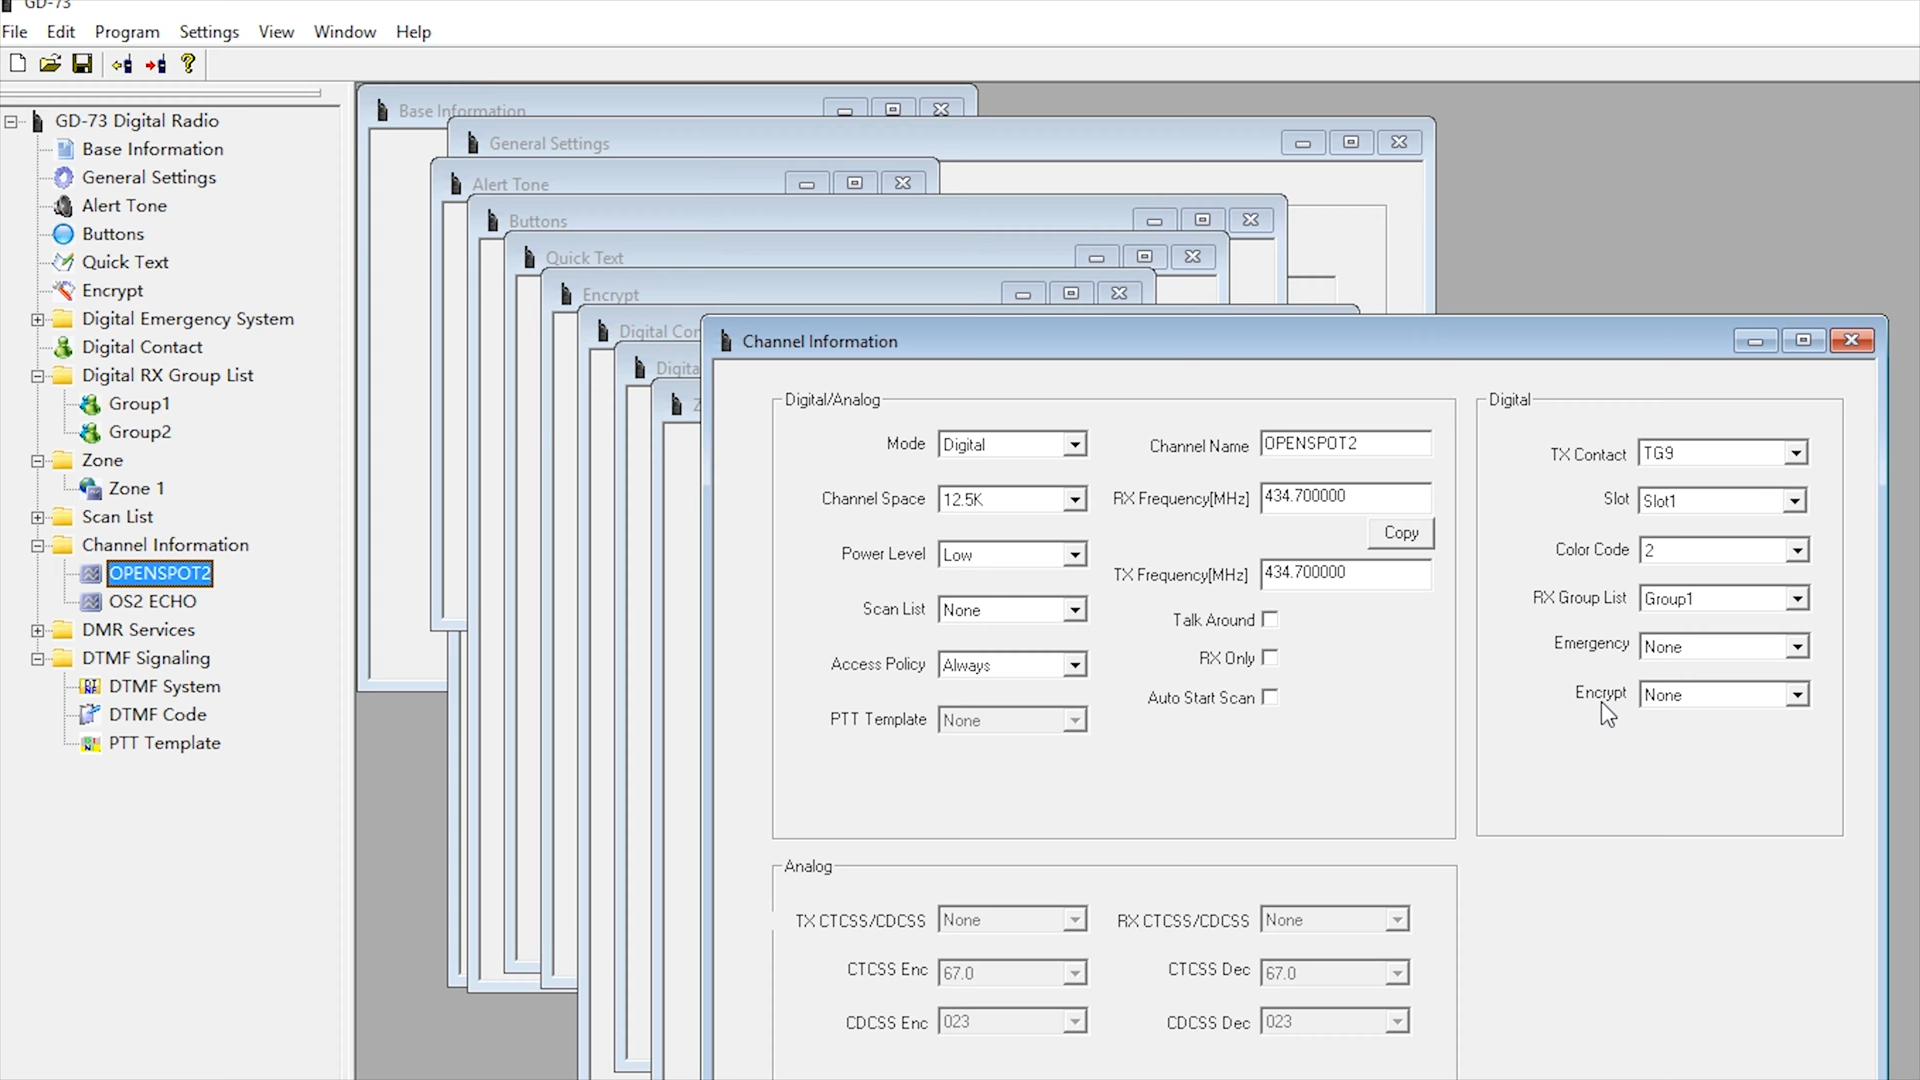 GD-73
File Edit Program Settings View Window Help
GD-73 Digital Radio
Base Information
General Settings
Alert Tone
Buttons
Quick Text
Encrypt
Digital Emergency System
Digital Contact
Digital RX Group List
Group1
Group2
Zone
Zone 1
Scan List
Channel Information
OPENSPOT2
OS2 ECHO
DMR Services
DTMF Signaling
DTMF System
DTMF Code
PTT Template
Base Information
General Settings
Alert Tone
Buttons
Quick Text
Encrypt
Digital Con
Digita
Z
Channel Information
Digital/Analog
Mode Digital
Channel Space 12.5K
Power Level Low
Scan List None
Access Policy Always
PTT Template None
Channel Name OPENSPOT2
RX Frequency[MHz] 434.700000
Copy
TX Frequency[MHz] 434.700000
Talk Around
RX Only
Auto Start Scan
Digital
TX Contact TG9
Slot Slot1
Color Code 2
RX Group List Group1
Emergency None
Encrypt None
Analog
TX CTCSS/CDCSS None
CTCSS Enc 67.0
CDCSS Enc 023
RX CTCSS/CDCSS None
CTCSS Dec 67.0
CDCSS Dec 023